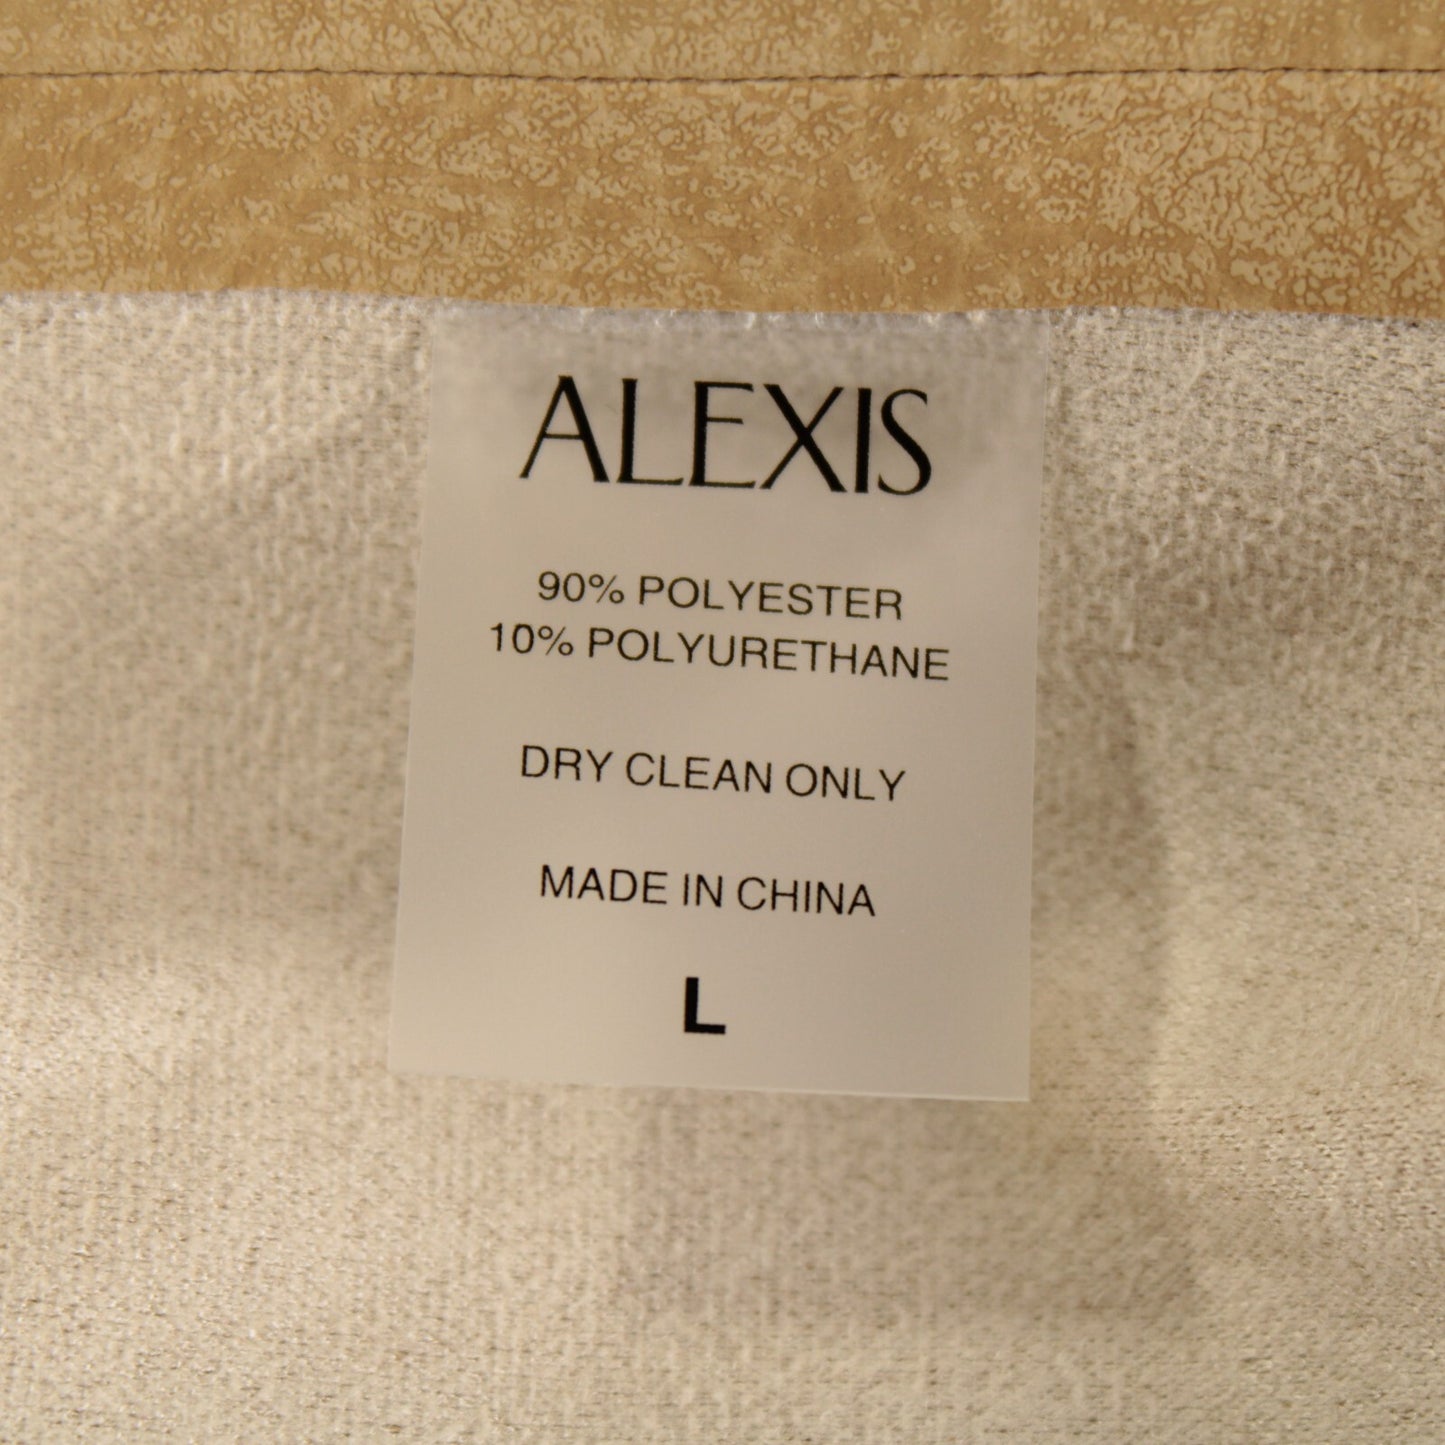 ALEXIS
90% POLYESTER
10% POLYURETHANE
DRY CLEAN ONLY
MADE IN CHINA
L